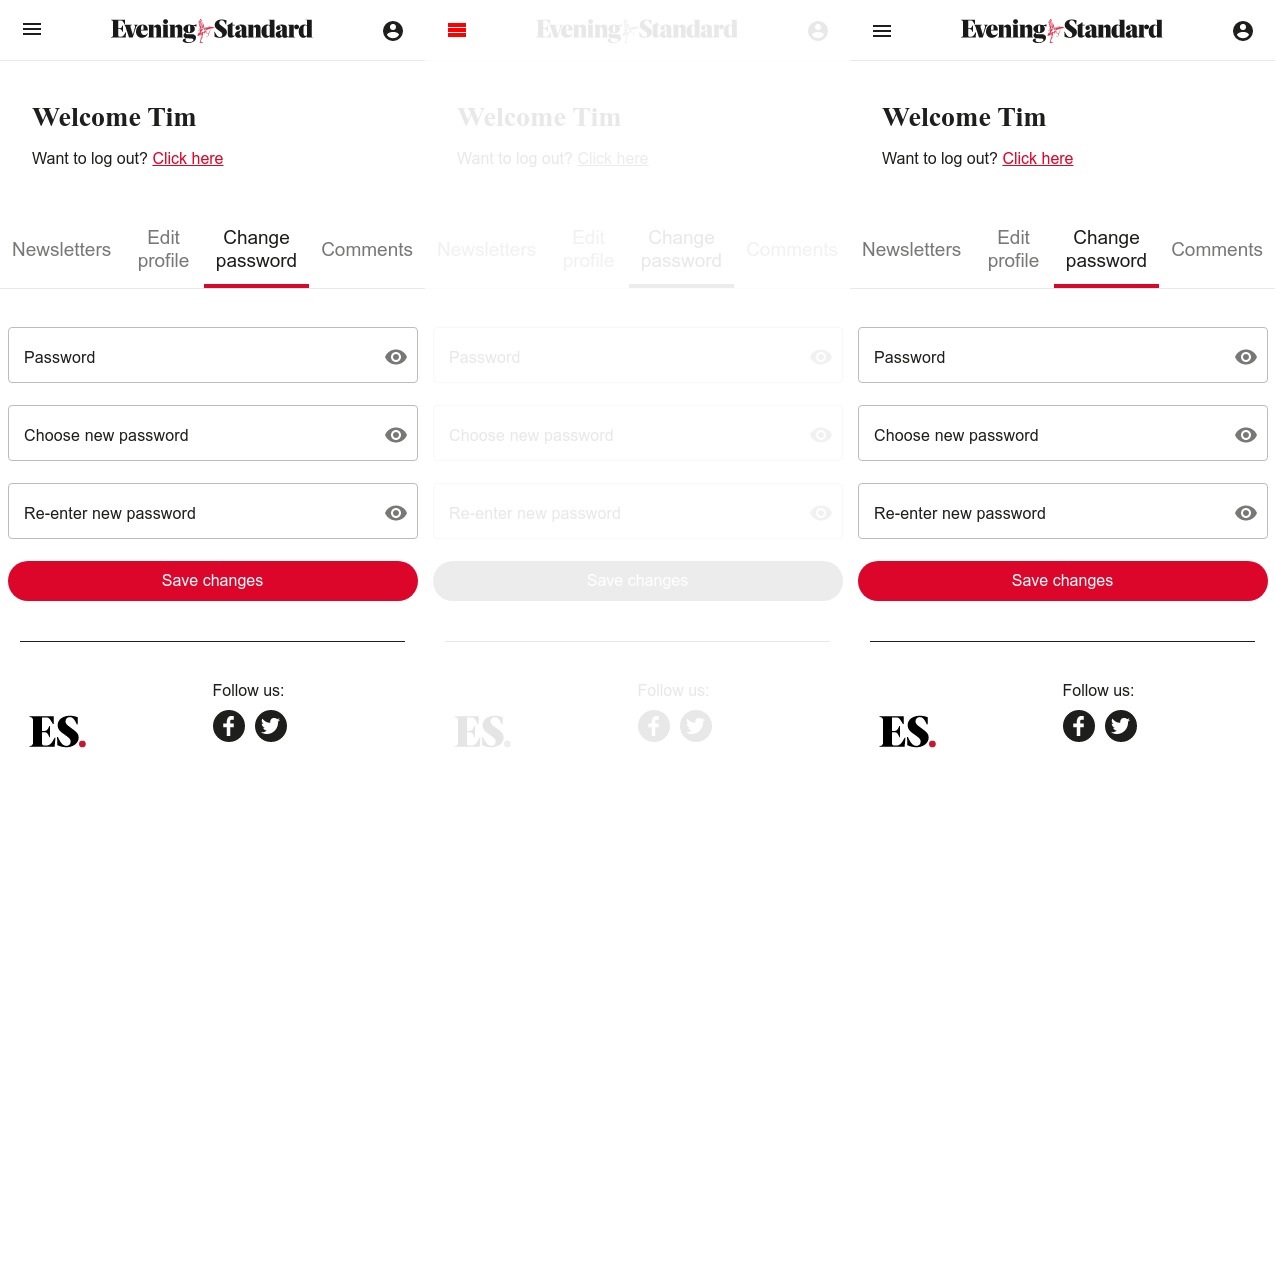 Evening Standard
Welcome Tim
Want to log out? Click here
Newsletters
Edit profile
Change password
Comments
Password
Choose new password
Re-enter new password
Save changes
Follow us:
ES.
Evening Standard
Welcome Tim
Want to log out? Click here
Newsletters
Edit profile
Change password
Comments
Password
Choose new password
Re-enter new password
Save changes
Follow us:
ES.
Evening Standard
Welcome Tim
Want to log out? Click here
Newsletters
Edit profile
Change password
Comments
Password
Choose new password
Re-enter new password
Save changes
Follow us:
ES.